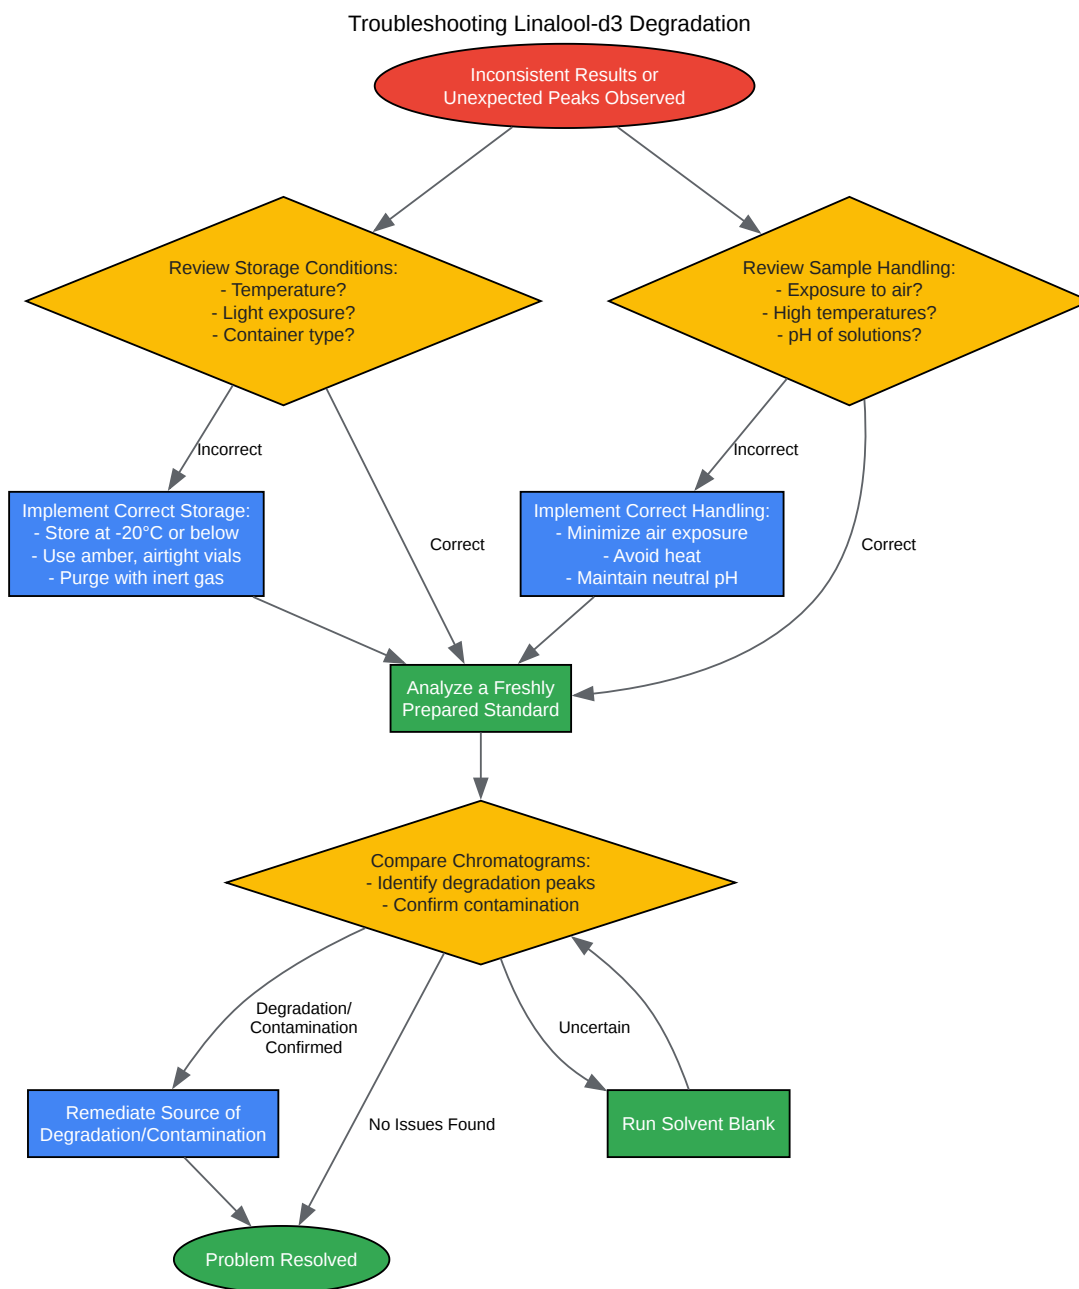 Troubleshooting Linalool-d3 Degradation
Inconsistent Results or
Unexpected Peaks Observed
Review Storage Conditions:
- Temperature?
- Light exposure?
- Container type?
Review Sample Handling:
- Exposure to air?
- High temperatures?
- pH of solutions?
Incorrect
Incorrect
Implement Correct Storage:
- Store at -20°C or below
- Use amber, airtight vials
- Purge with inert gas
Correct
Implement Correct Handling:
- Minimize air exposure
- Avoid heat
- Maintain neutral pH
Correct
Analyze a Freshly
Prepared Standard
Compare Chromatograms:
- Identify degradation peaks
- Confirm contamination
Degradation/
Contamination
Confirmed
Uncertain
Remediate Source of
Degradation/Contamination
No Issues Found
Run Solvent Blank
Problem Resolved